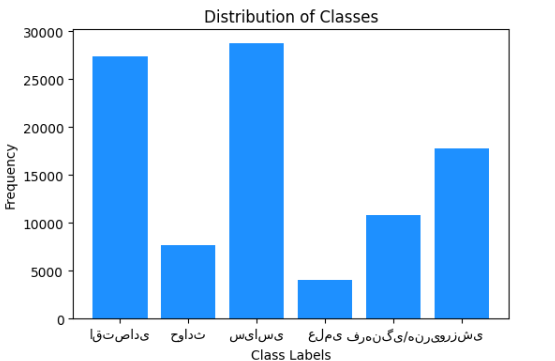 Distribution of Classes
30000
25000
20000
15000
10000
5000
0
Frequency
اقتصادی حوادث سیاسی علمی فرهنگی/هنری ورزشی
Class Labels